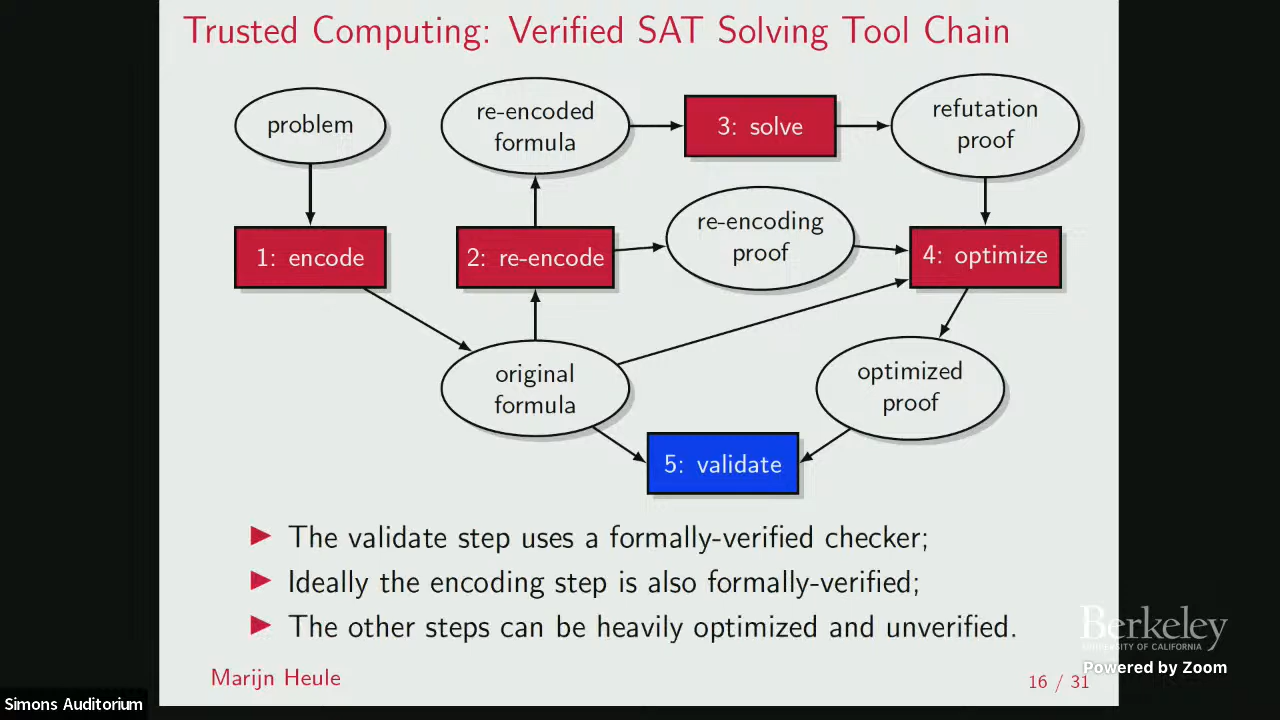 Trusted Computing: Verified SAT Solving Tool Chain
problem
re-encoded
formula
3: solve
refutation
proof
1: encode
2: re-encode
re-encoding
proof
4: optimize
original
formula
optimized
proof
5: validate
The validate step uses a formally-verified checker;
Ideally the encoding step is also formally-verified;
The other steps can be heavily optimized and unverified.
Marijn Heule
16 / 31
Berkeley
UNIVERSITY OF CALIFORNIA
Powered by Zoom
Simons Auditorium